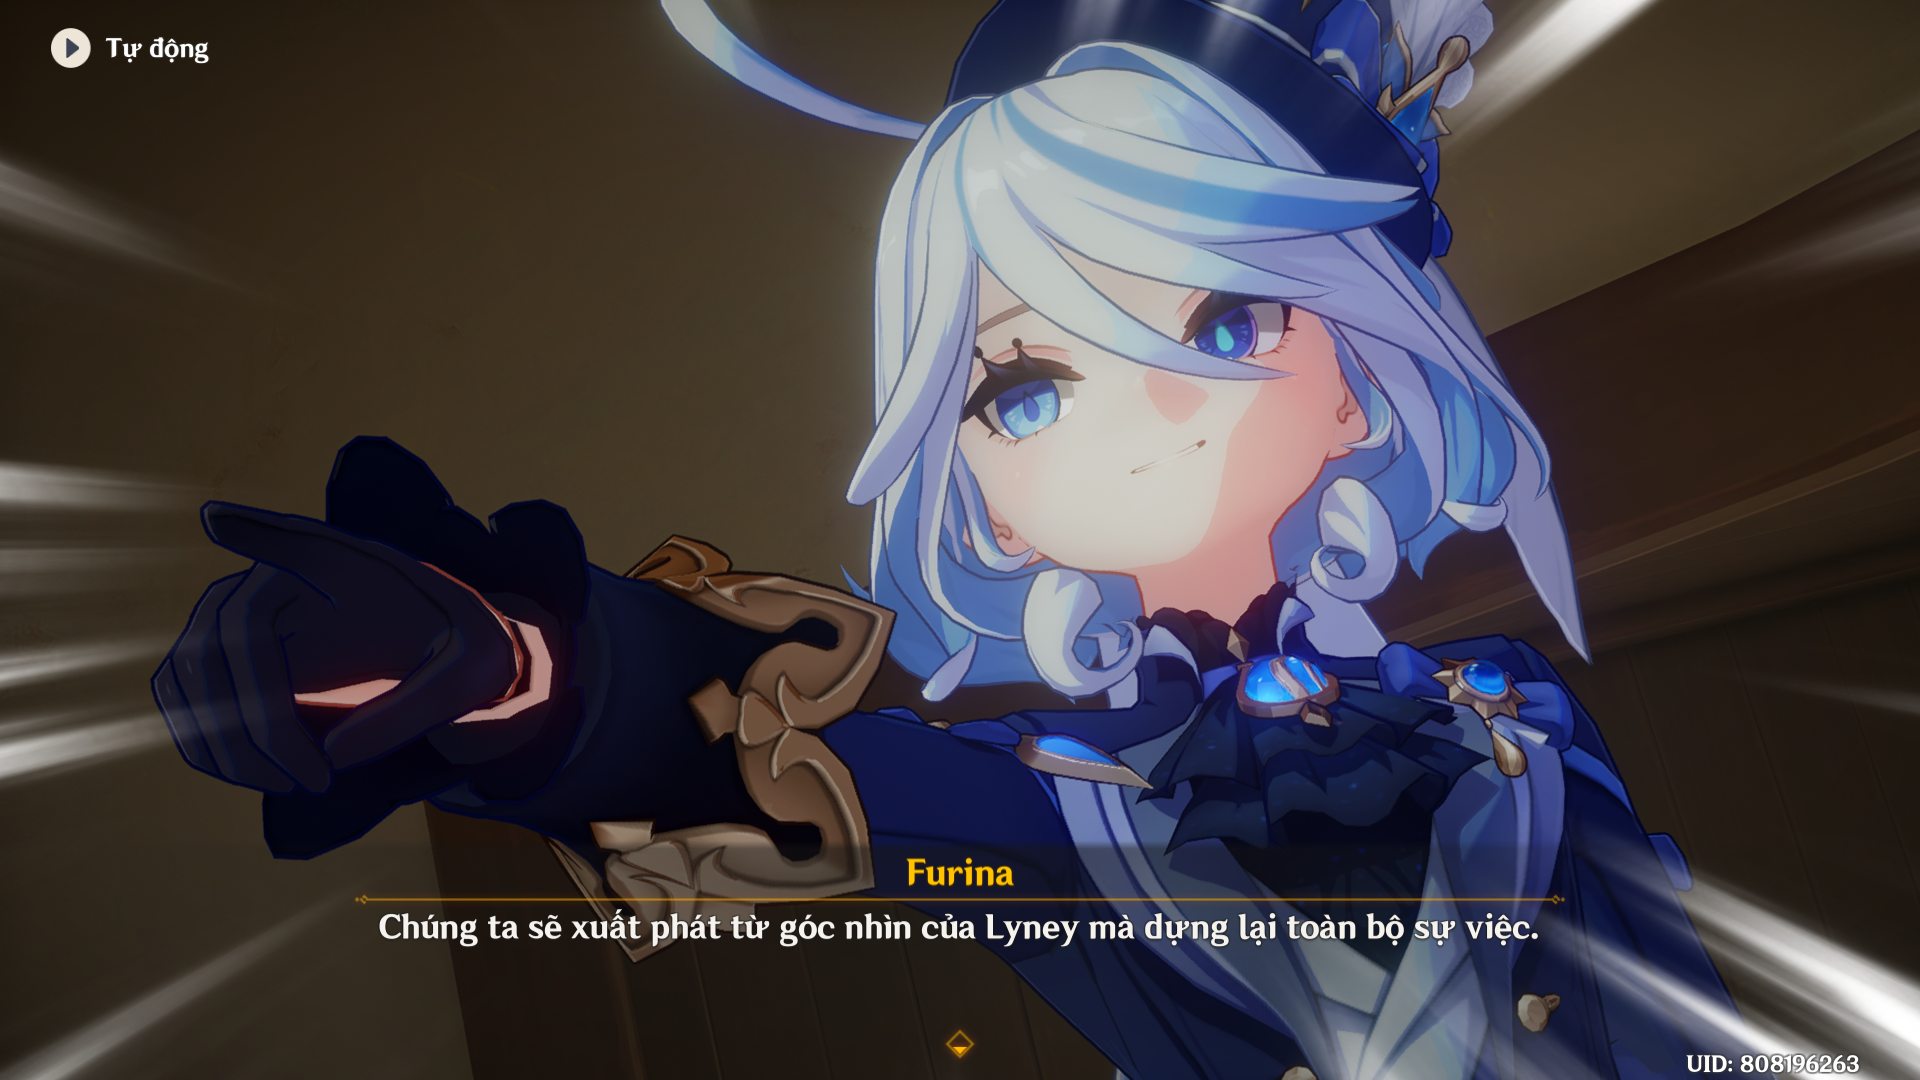 Tự động
Furina
Chúng ta sẽ xuất phát từ góc nhìn của Lyney mà dựng lại toàn bộ sự việc.
UID: 808196263